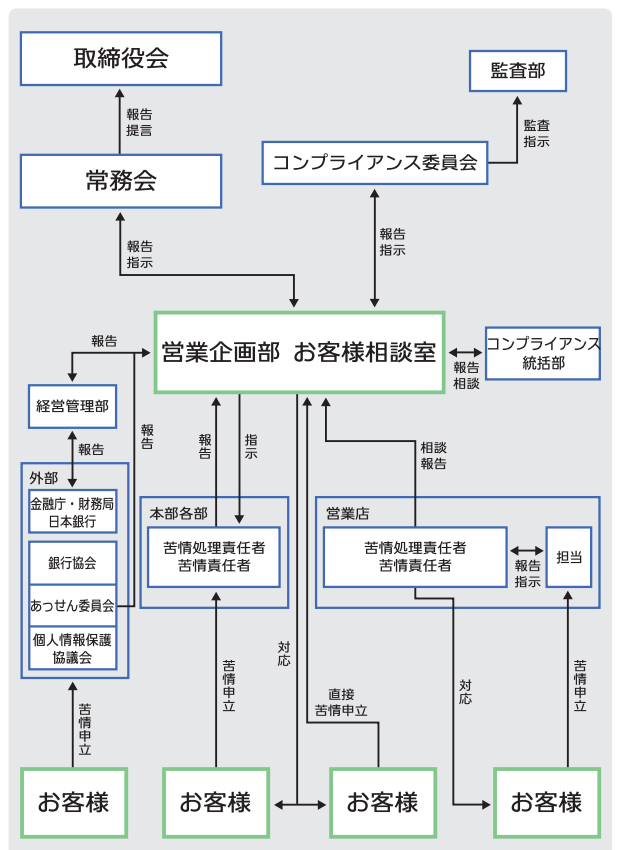 取締役会
監査部
報告
提言
監査
指示
コンプライアンス委員会
常務会
報告
指示
報告
指示
営業企画部 お客様相談室
コンプライアンス
統括部
報告
相談
報告
経営管理部
報告
報告
報告
指示
相談
報告
外部
金融庁・財務局
日本銀行
銀行協会
あっせん委員会
個人情報保護
協議会
本部各部
苦情処理責任者
苦情責任者
営業店
苦情処理責任者
苦情責任者
報告
指示
担当
苦情申立
苦情申立
対応
直接
苦情申立
対応
苦情申立
お客様
お客様
お客様
お客様